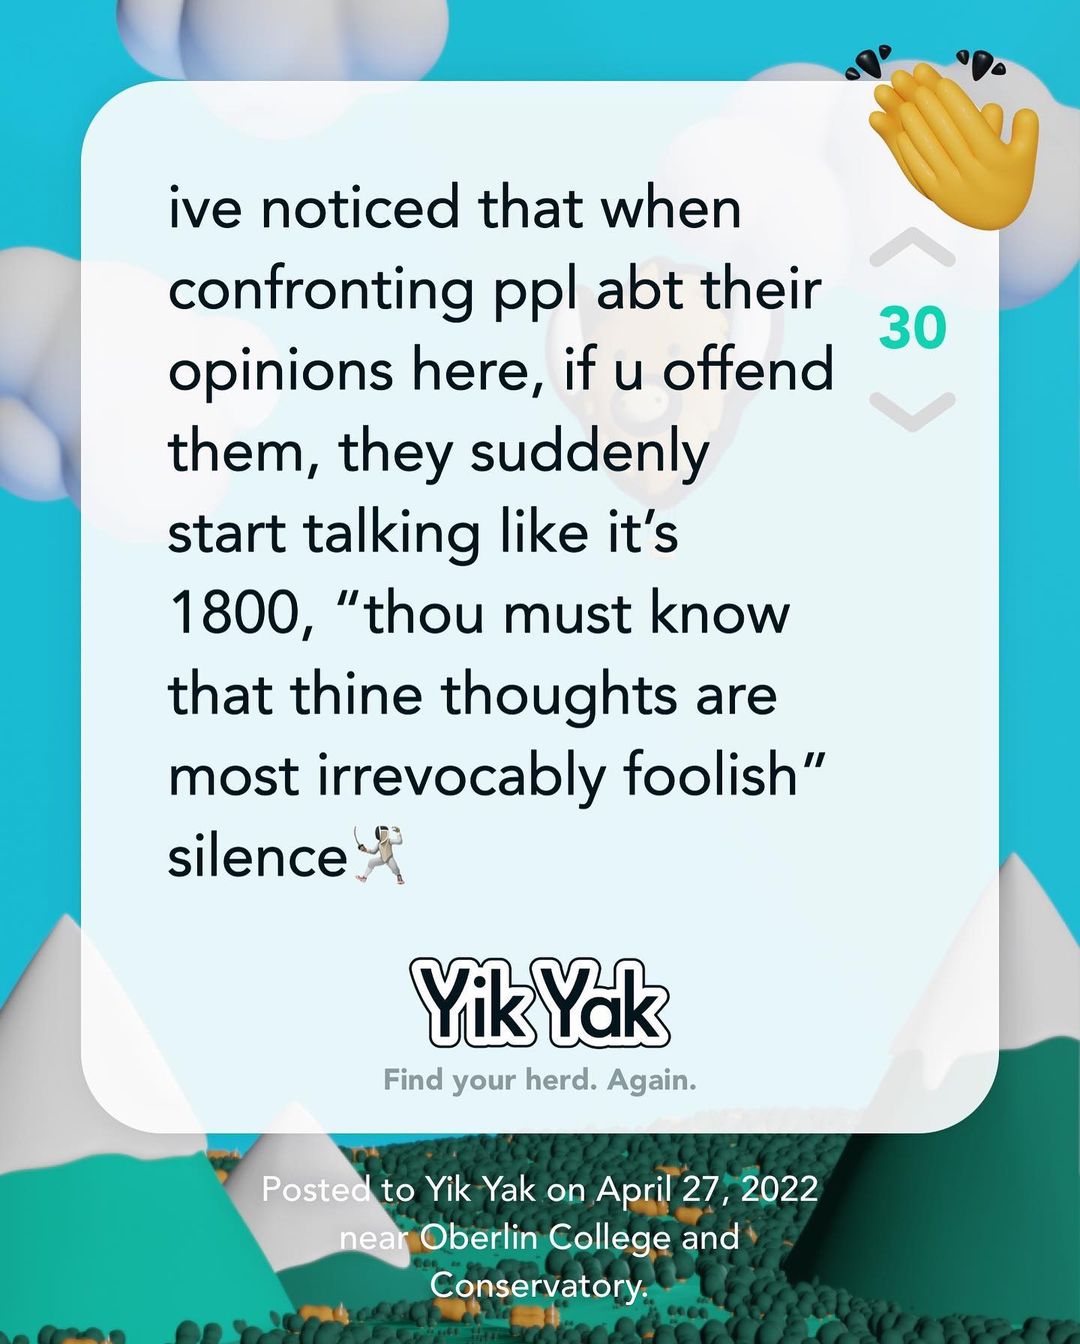 ive noticed that when
confronting ppl abt their
opinions here, if u offend
them, they suddenly
start talking like it’s
1800, “thou must know
that thine thoughts are
most irrevocably foolish”
silence🤺
30
Yik Yak
Find your herd. Again.
Posted to Yik Yak on April 27, 2022
near Oberlin College and
Conservatory.